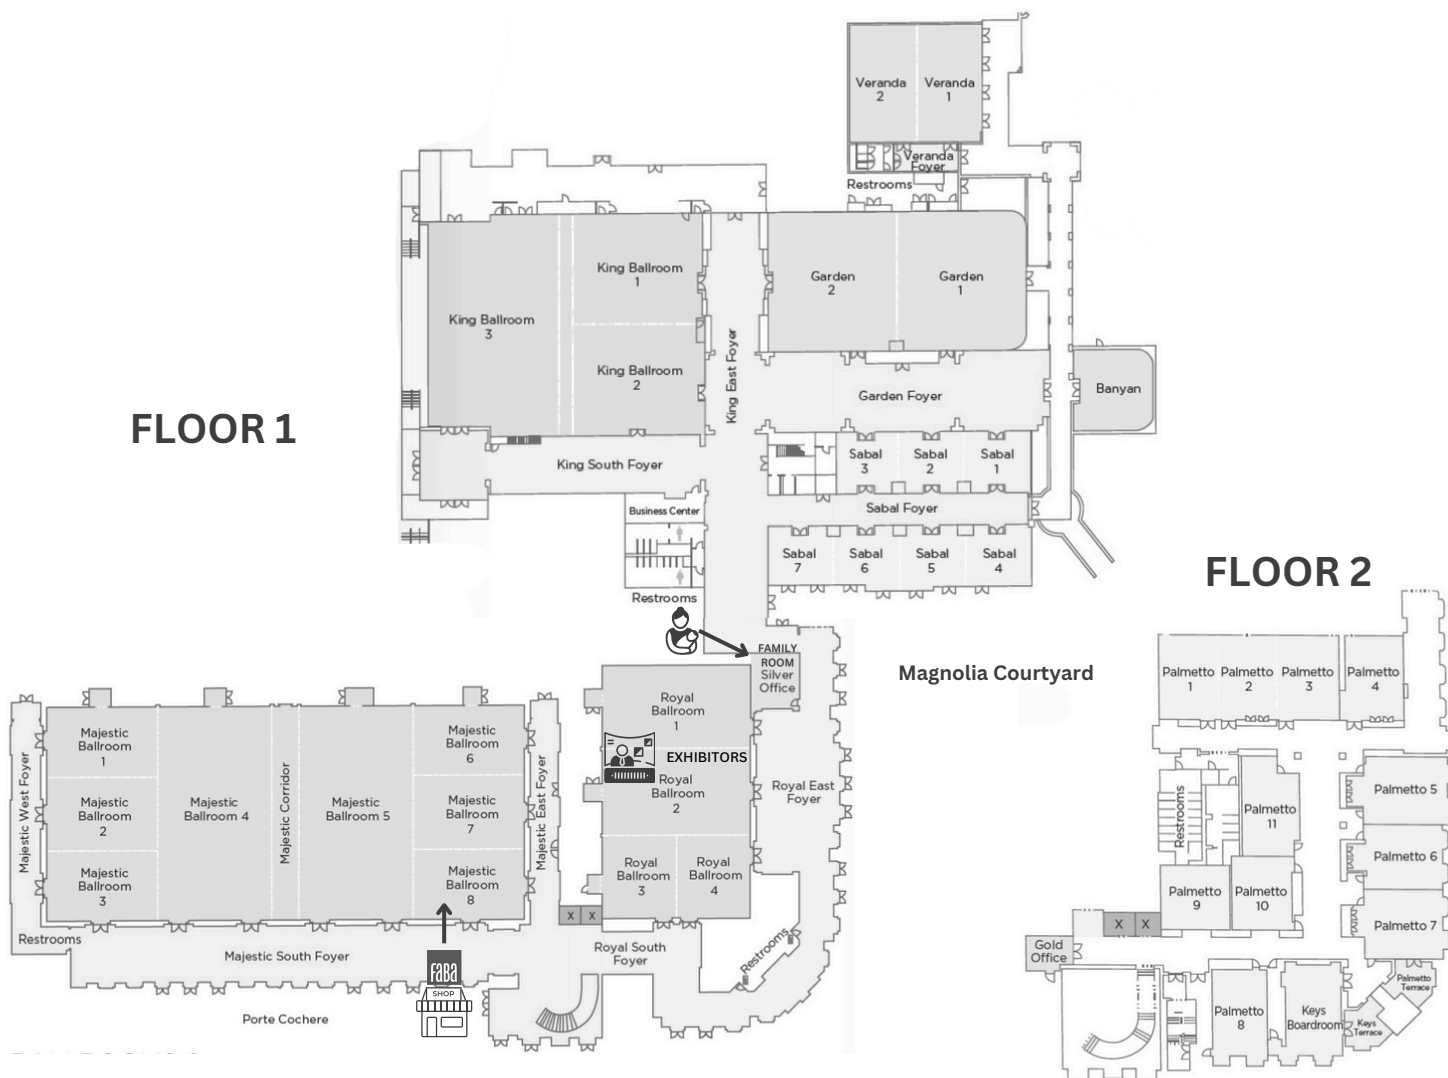 Veranda
2
Veranda
1
Veranda
Foyer
Restrooms
King Ballroom
1
King Ballroom
2
King Ballroom
3
King East Foyer
Garden
2
Garden
1
Garden Foyer
Banyan
FLOOR 1
King South Foyer
Sabal
3
Sabal
2
Sabal
1
Business Center
Sabal Foyer
Sabal
7
Sabal
6
Sabal
5
Sabal
4
Restrooms
FAMILY
ROOM
Silver
Office
Magnolia Courtyard
Royal
Ballroom
1
EXHIBITORS
Royal
Ballroom
2
Royal
Ballroom
3
Royal
Ballroom
4
Royal East
Foyer
Majestic West Foyer
Majestic
Ballroom
1
Majestic
Ballroom
2
Majestic
Ballroom
3
Majestic
Ballroom 4
Majestic Corridor
Majestic
Ballroom 5
Majestic
Ballroom
6
Majestic
Ballroom
7
Majestic
Ballroom
8
Majestic East Foyer
X X
Restrooms
Majestic South Foyer
Royal South
Foyer
Restrooms
FABA
SHOP
Porte Cochere
FLOOR 2
Palmetto
1
Palmetto
2
Palmetto
3
Palmetto
4
Restrooms
Palmetto
11
Palmetto 5
Palmetto 6
Palmetto 7
Palmetto
9
Palmetto
10
X X
Gold
Office
Palmetto
8
Keys
Boardroom
Palmetto
Terrace
Keys
Terrace